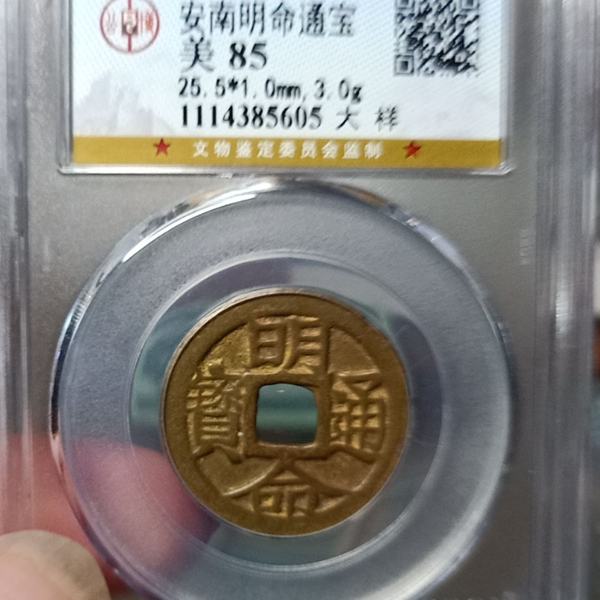 安南明命通宝
美 85
25.5*1.0mm,3.0g
1114385605 大 样
★ 文物鉴定委员会监制 ★
明
寶 通
命